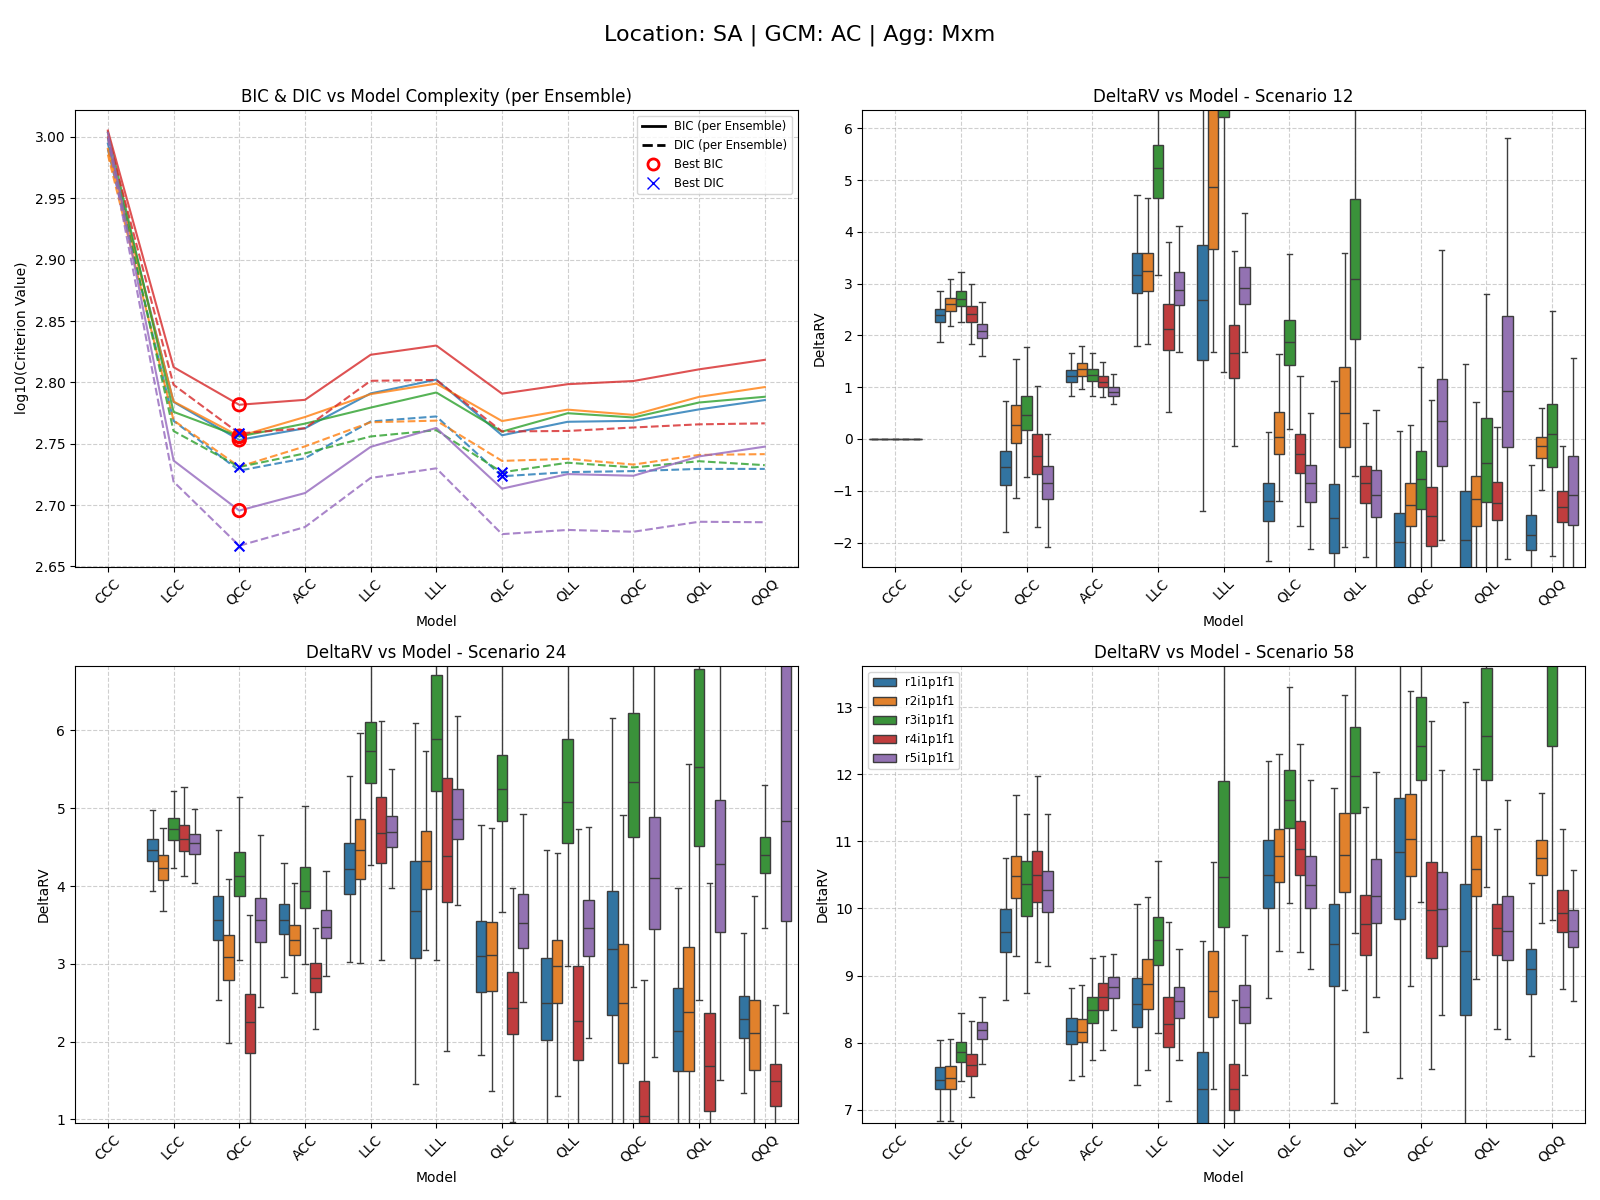 Location: SA | GCM: AC | Agg: Mxm
BIC & DIC vs Model Complexity (per Ensemble)
log10(Criterion Value)
3.00
2.95
2.90
2.85
2.80
2.75
2.70
2.65
BIC (per Ensemble)
DIC (per Ensemble)
Best BIC
Best DIC
CCC LCC QCC ACC LLC LLL QLC QLL QQC QQL QQQ
Model
DeltaRV vs Model - Scenario 12
DeltaRV
6
5
4
3
2
1
0
−1
−2
CCC LCC QCC ACC LLC LLL QLC QLL QQC QQL QQQ
Model
DeltaRV vs Model - Scenario 24
DeltaRV
6
5
4
3
2
1
CCC LCC QCC ACC LLC LLL QLC QLL QQC QQL QQQ
Model
DeltaRV vs Model - Scenario 58
DeltaRV
13
12
11
10
9
8
7
r1i1p1f1
r2i1p1f1
r3i1p1f1
r4i1p1f1
r5i1p1f1
CCC LCC QCC ACC LLC LLL QLC QLL QQC QQL QQQ
Model